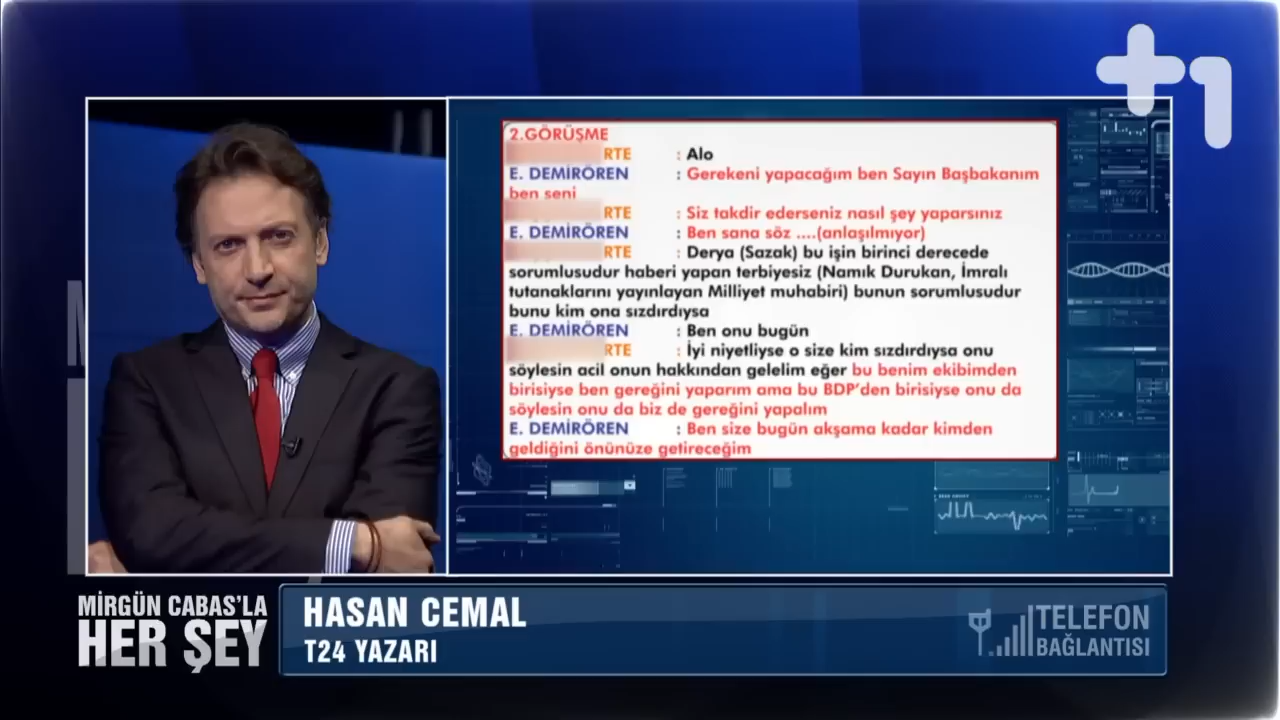 +1
2.GÖRÜŞME
RTE : Alo
E. DEMİRÖREN : Gerekeni yapacağım ben Sayın Başbakanım
ben seni
RTE : Siz takdir ederseniz nasıl şey yaparsınız
E. DEMİRÖREN : Ben sana söz ....(anlaşılmıyor)
RTE : Derya (Sazak) bu işin birinci derecede
sorumlusudur haberi yapan terbiyesiz (Namık Durukan, İmralı
tutanaklarını yayınlayan Milliyet muhabiri) bunun sorumlusudur
bunu kim ona sızdırdıysa
E. DEMİRÖREN : Ben onu bugün
RTE : İyi niyetliyse o size kim sızdırdıysa onu
söylesin acil onun hakkından gelelim eğer bu benim ekibimden
birisiyse ben gereğini yaparım ama bu BDP’den birisiyse onu da
söylesin onu da biz de gereğini yapalım
E. DEMİRÖREN : Ben size bugün akşama kadar kimden
geldiğini önünüze getireceğim
MİRGÜN CABAS’LA
HER ŞEY
HASAN CEMAL
T24 YAZARI
TELEFON
BAĞLANTISI